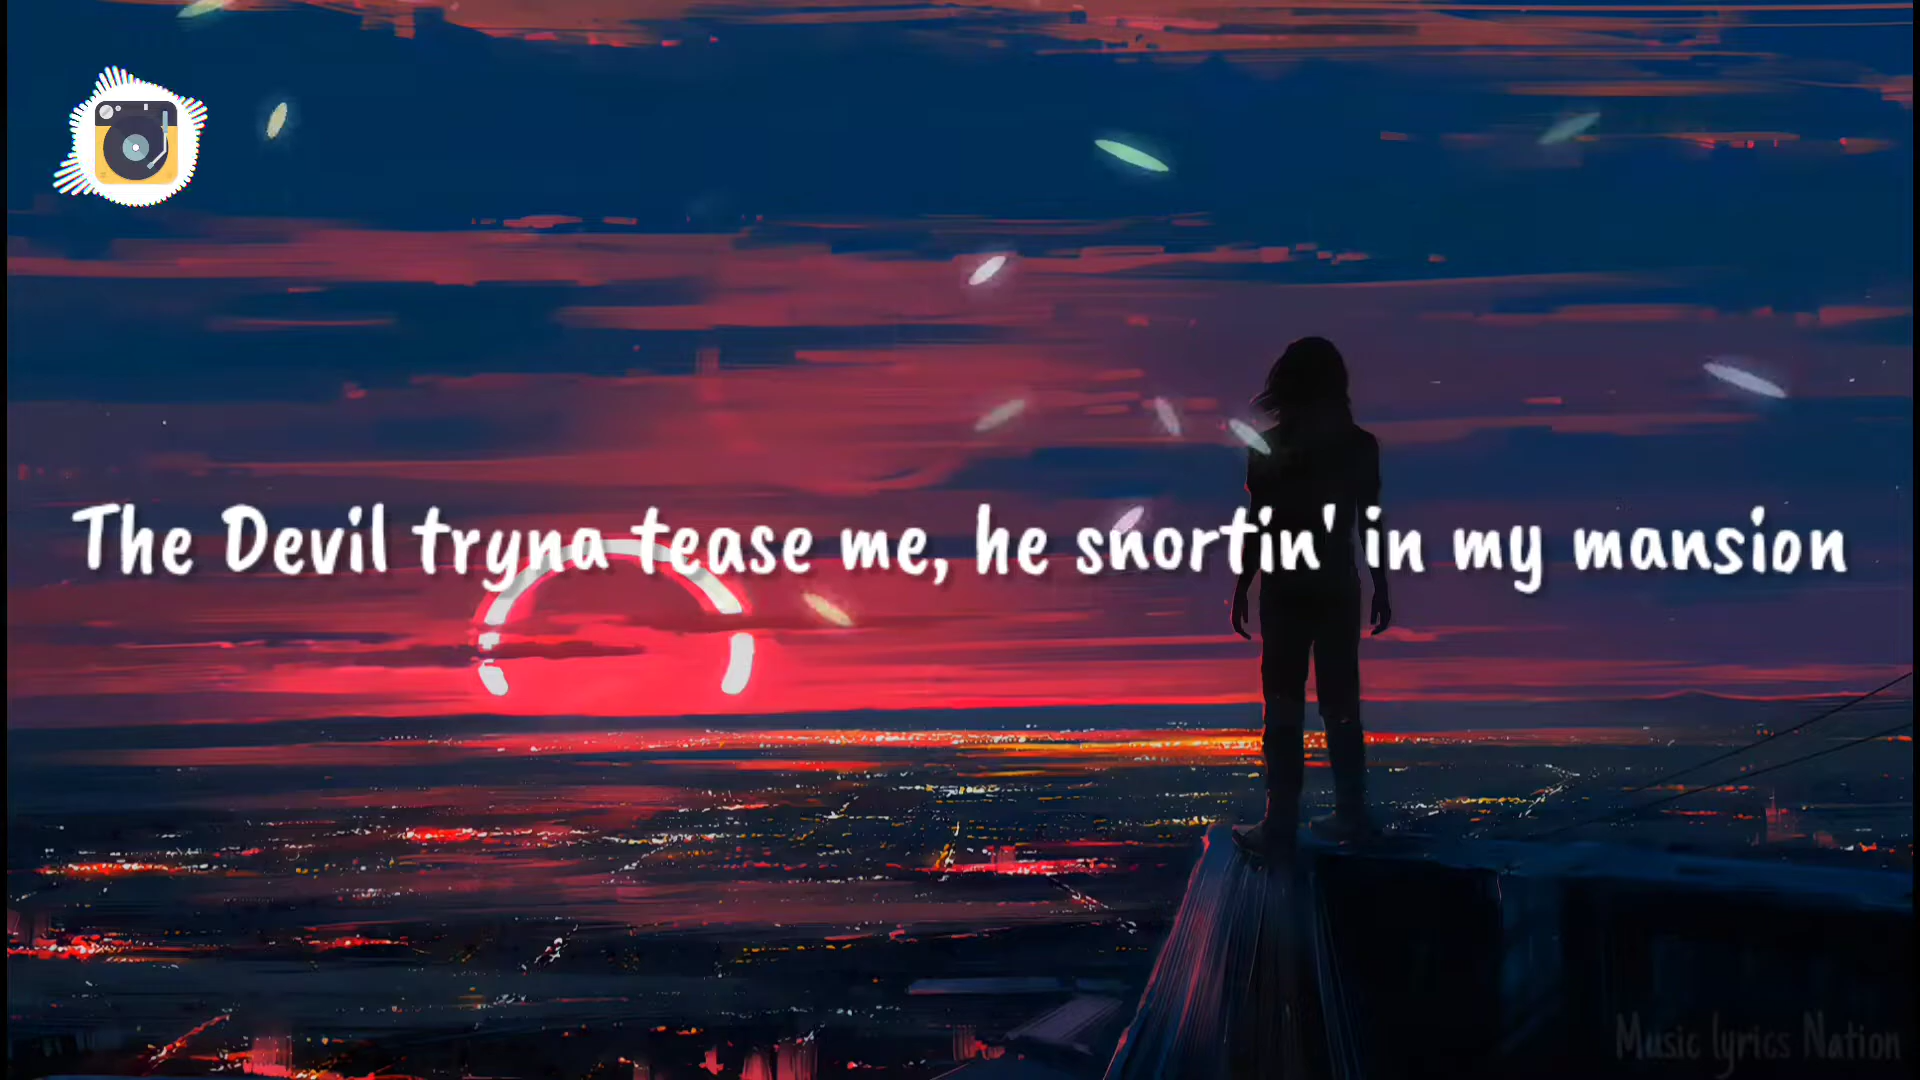 The Devil tryna tease me, he snortin' in my mansion
Music lyrics Nation